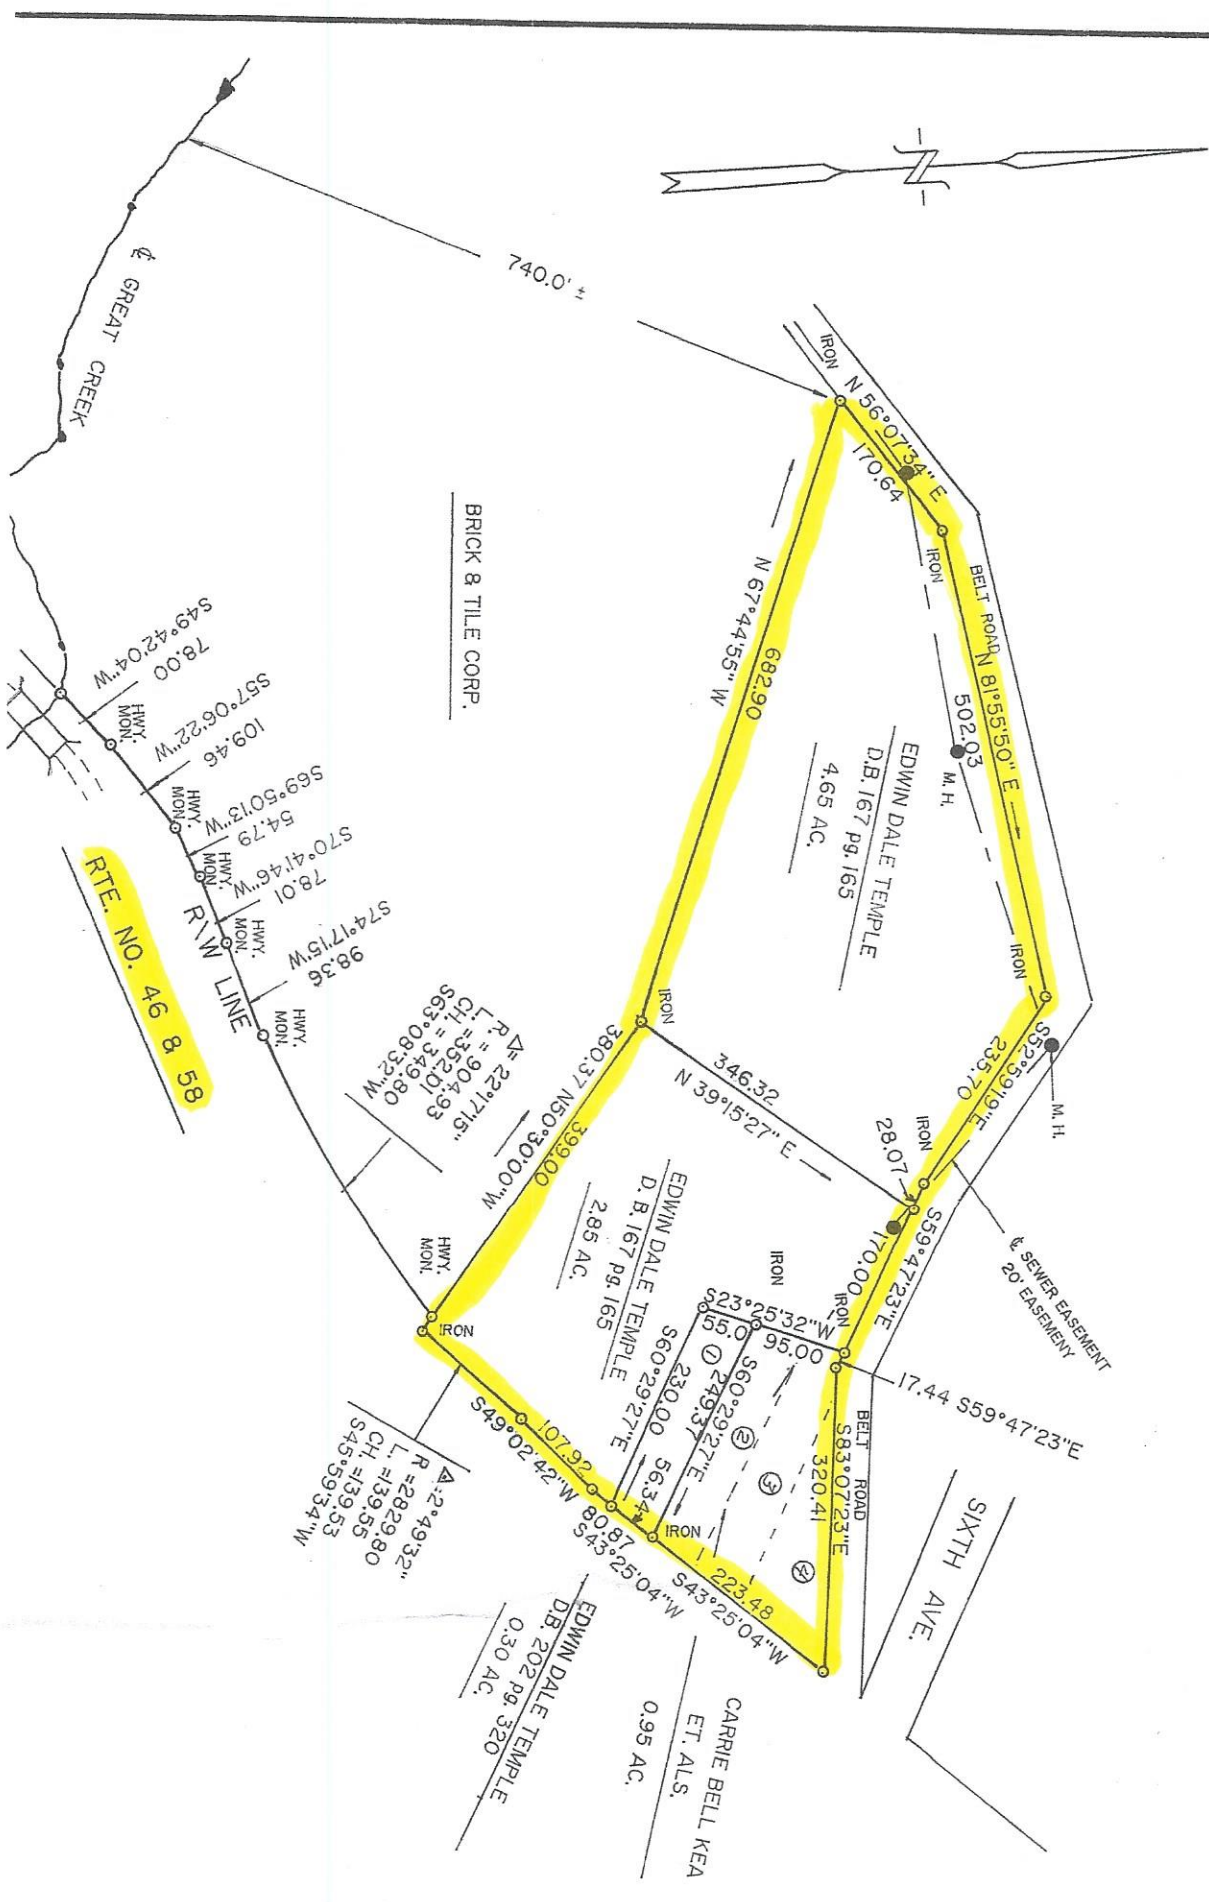 N
740.0' ±
₵ GREAT CREEK
IRON
N 56°07'34" E
170.64
IRON
BELT ROAD
N 81°55'50" E
502.03
M. H.
IRON
S52°59'19"E
235.70
M. H.
IRON
28.07
S59°47'23"E
170.00
IRON
₵ SEWER EASEMENT
20' EASEMENY
17.44 S59°47'23"E
BELT ROAD
S83°07'23"E
320.41
SIXTH AVE.
BRICK & TILE CORP.
N 67°44'55" W
682.90
EDWIN DALE TEMPLE
D.B. 167 pg. 165
4.65 AC.
IRON
346.32
N 39°15'27" E
380.37 N50°30'00"W
399.00
EDWIN DALE TEMPLE
D. B. 167 pg. 165
2.85 AC.
IRON
S23°25'32"W
55.0
95.00
1
2
3
4
S60°29'27"E
249.37
S60°29'27"E
230.00
56.34
IRON
223.48
S43°25'04"W
80.87
S43°25'04"W
107.92
S49°02'42"W
HWY. MON.
IRON
Δ=2°49'32"
R =2829.80
L. =139.55
CH. =139.53
S45°59'34"W
EDWIN DALE TEMPLE
D.B. 202 pg. 320
0.30 AC.
CARRIE BELL KEA
ET. ALS.
0.95 AC.
S49°42'04"W
78.00
HWY. MON.
S57°06'22"W
109.46
HWY. MON.
S69°50'13"W
54.79
HWY. MON.
S70°41'46"W
78.01
HWY. MON.
S74°17'15"W
98.36
HWY. MON.
R\W LINE
RTE. NO. 46 & 58
Δ= 22°17'15"
R. = 904.93
L. =352.01
CH. = 349.80
S63°08'32"W